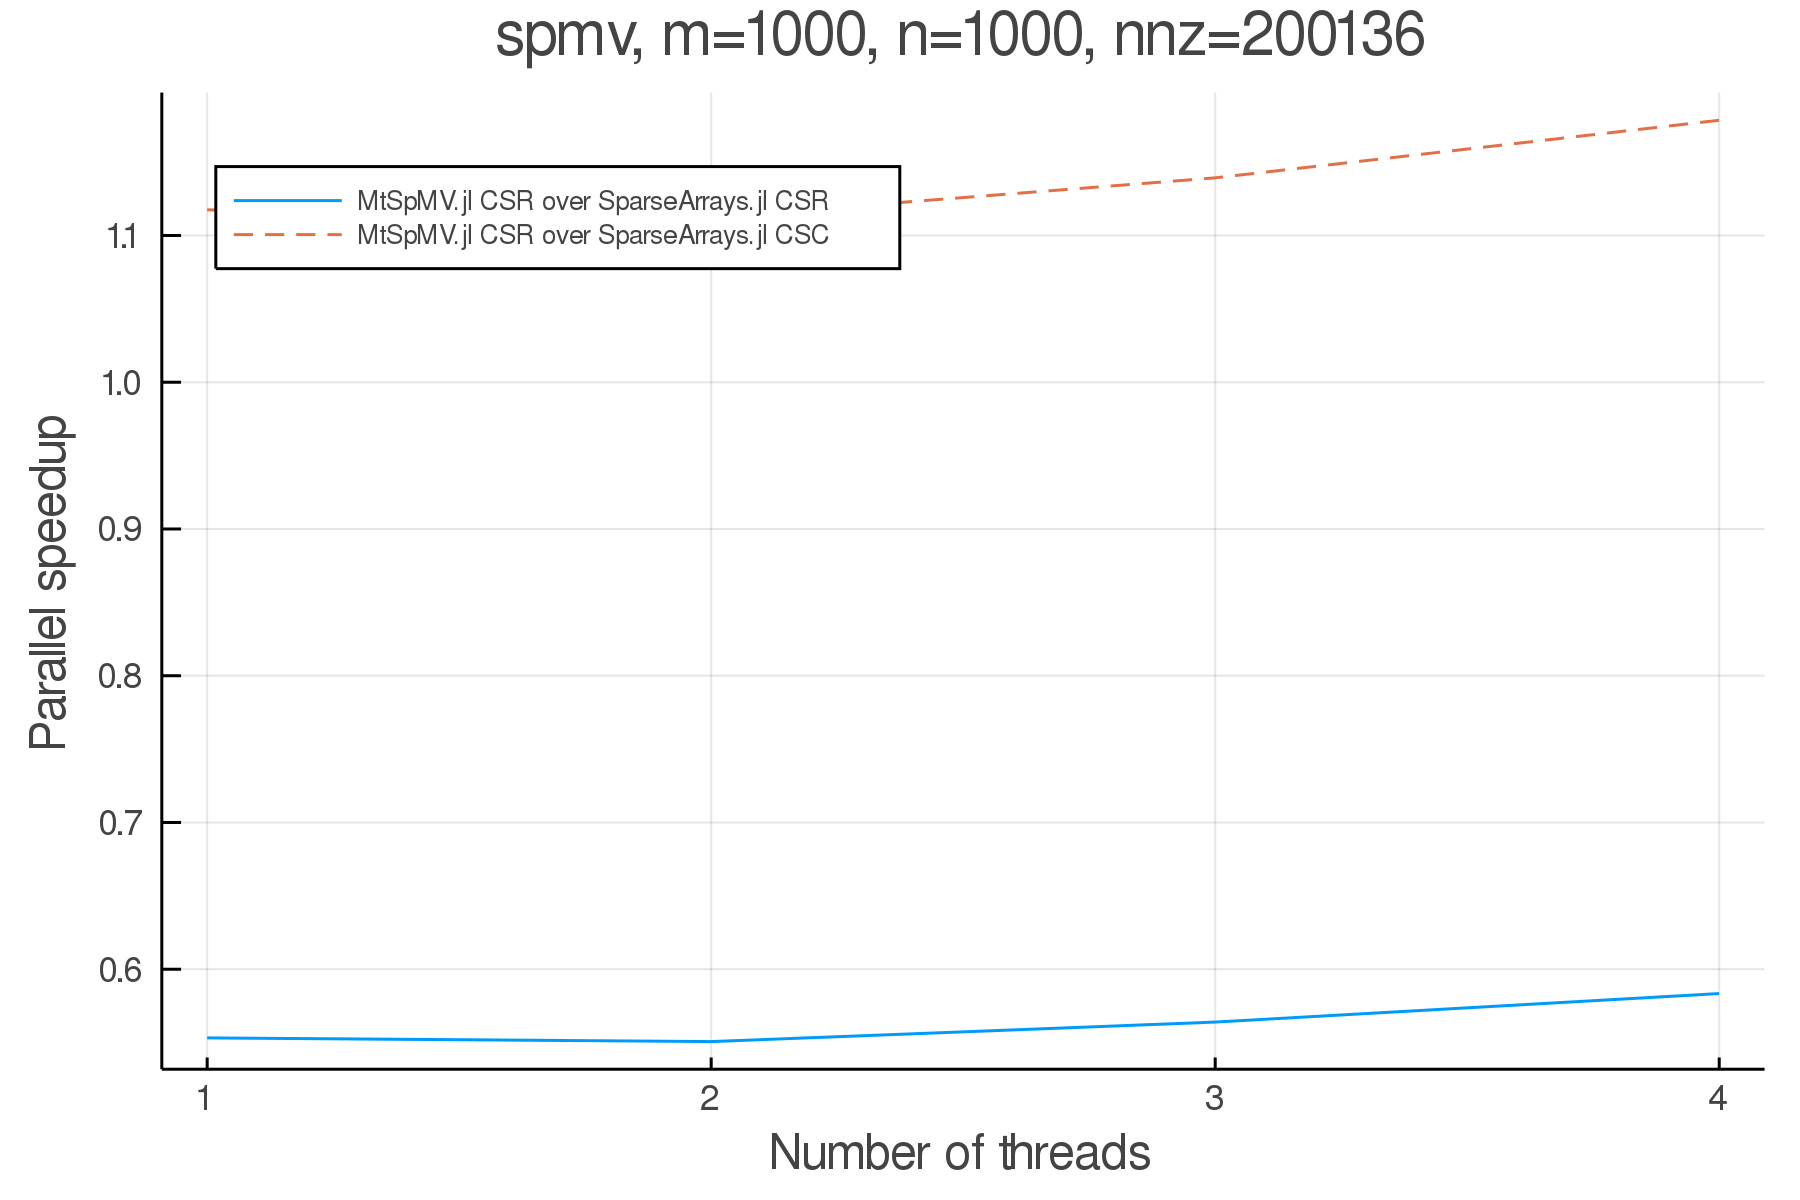 spmv, m=1000, n=1000, nnz=200136
MtSpMV.jl CSR over SparseArrays.jl CSR
MtSpMV.jl CSR over SparseArrays.jl CSC
1.1
1.0
0.9
0.8
0.7
0.6
Parallel speedup
1 2 3 4
Number of threads